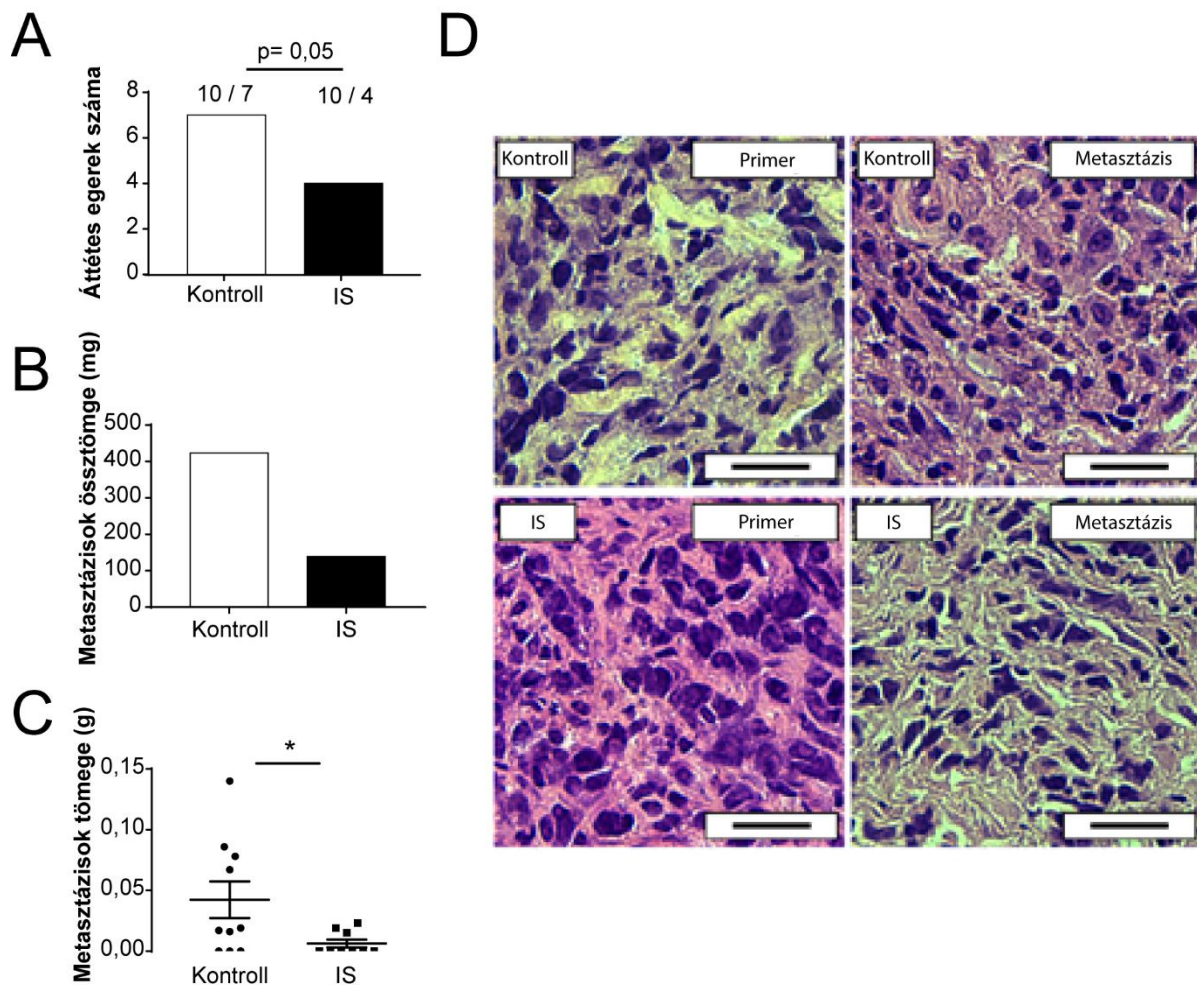 A
Áttétes egerek száma
p= 0,05
10 / 7
10 / 4
8
6
4
2
0
Kontroll
IS
B
Metasztázisok össztömge (mg)
500
400
300
200
100
0
Kontroll
IS
C
Metasztázisok tömege (g)
*
0,15
0,10
0,05
0,00
Kontroll
IS
D
Kontroll
Primer
Kontroll
Metasztázis
IS
Primer
IS
Metasztázis